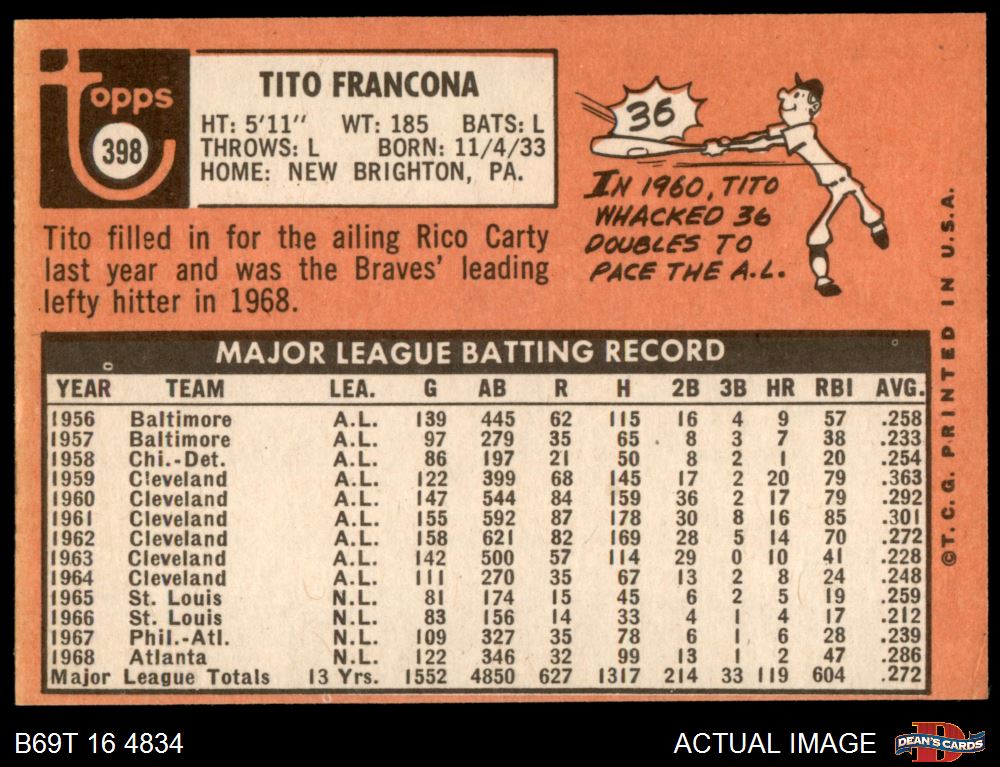 topps
398
TITO FRANCONA
HT: 5'11" WT: 185 BATS: L
THROWS: L BORN: 11/4/33
HOME: NEW BRIGHTON, PA.
36
IN 1960, TITO
WHACKED 36
DOUBLES TO
PACE THE A.L.
Tito filled in for the ailing Rico Carty
last year and was the Braves' leading
lefty hitter in 1968.
MAJOR LEAGUE BATTING RECORD
YEAR TEAM LEA. G AB R H 2B 3B HR RBI AVG.
1956 Baltimore A.L. 139 445 62 115 16 4 9 57 .258
1957 Baltimore A.L. 97 279 35 65 8 3 7 38 .233
1958 Chi.-Det. A.L. 86 197 21 50 8 2 1 20 .254
1959 Cleveland A.L. 122 399 68 145 17 2 20 79 .363
1960 Cleveland A.L. 147 544 84 159 36 2 17 79 .292
1961 Cleveland A.L. 155 592 87 178 30 8 16 85 .301
1962 Cleveland A.L. 158 621 82 169 28 5 14 70 .272
1963 Cleveland A.L. 142 500 57 114 29 0 10 41 .228
1964 Cleveland A.L. 111 270 35 67 13 2 8 24 .248
1965 St. Louis N.L. 81 174 15 45 6 2 5 19 .259
1966 St. Louis N.L. 83 156 14 33 4 1 4 17 .212
1967 Phil.-Atl. N.L. 109 327 35 78 6 1 6 28 .239
1968 Atlanta N.L. 122 346 32 99 13 1 2 47 .286
Major League Totals 13 Yrs. 1552 4850 627 1317 214 33 119 604 .272
©T.C.G. PRINTED IN U.S.A.
B69T 16 4834
ACTUAL IMAGE
DEAN'S CARDS